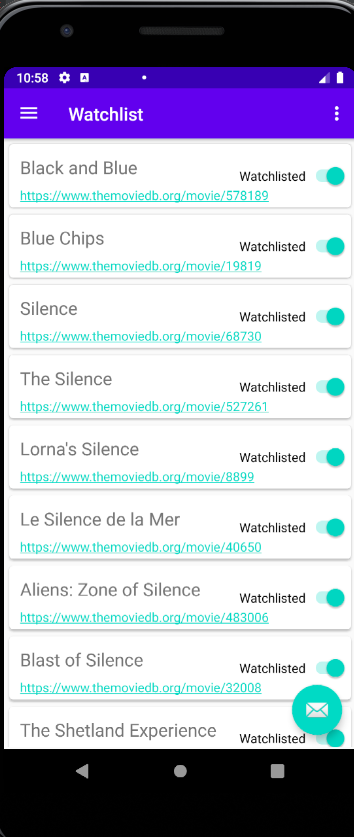 10:58
Watchlist
Black and Blue
Watchlisted
https://www.themoviedb.org/movie/578189
Blue Chips
Watchlisted
https://www.themoviedb.org/movie/19819
Silence
Watchlisted
https://www.themoviedb.org/movie/68730
The Silence
Watchlisted
https://www.themoviedb.org/movie/527261
Lorna's Silence
Watchlisted
https://www.themoviedb.org/movie/8899
Le Silence de la Mer
Watchlisted
https://www.themoviedb.org/movie/40650
Aliens: Zone of Silence
Watchlisted
https://www.themoviedb.org/movie/483006
Blast of Silence
Watchlisted
https://www.themoviedb.org/movie/32008
The Shetland Experience
Watchlisted